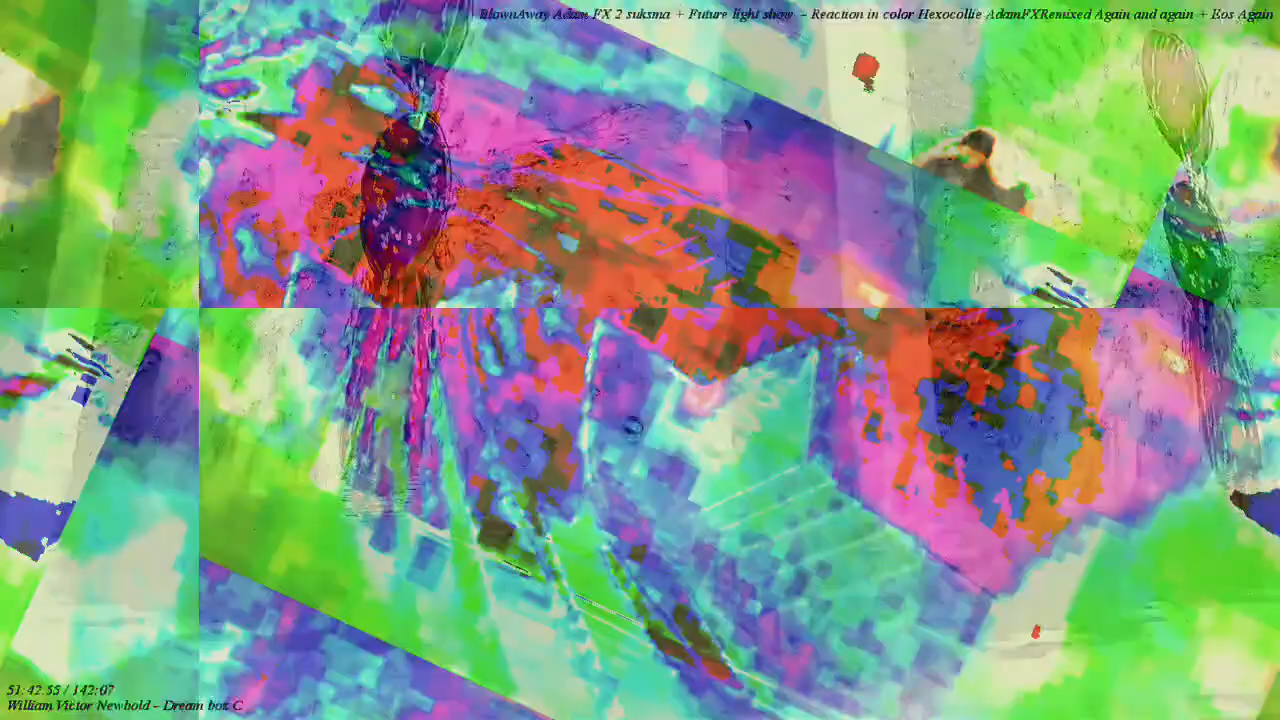 BlownAway Adam FX 2 suksma + Future light show - Reaction in color Hexocollie AdamFXRemixed Again and again + Eos Again
51:42.55 / 142:07
William Victor Newbold - Dream box C